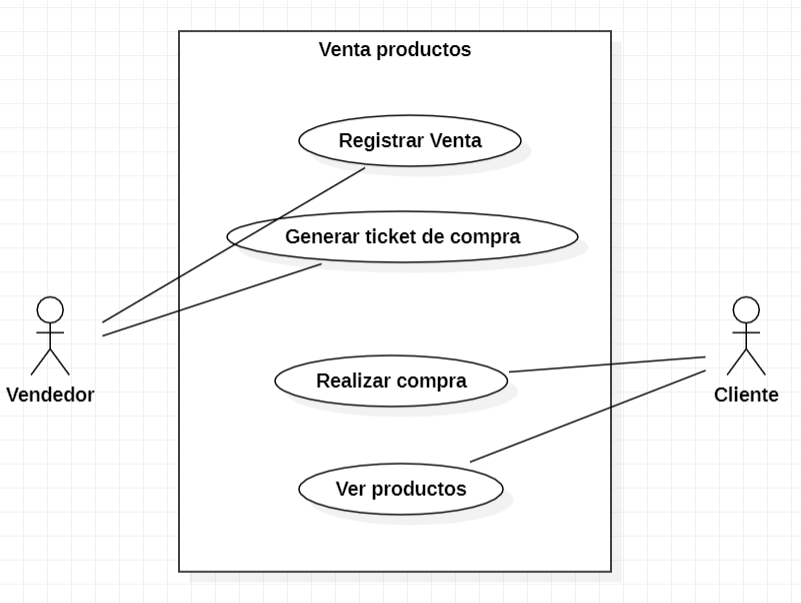 Venta productos
Registrar Venta
Generar ticket de compra
Realizar compra
Vendedor
Cliente
Ver productos